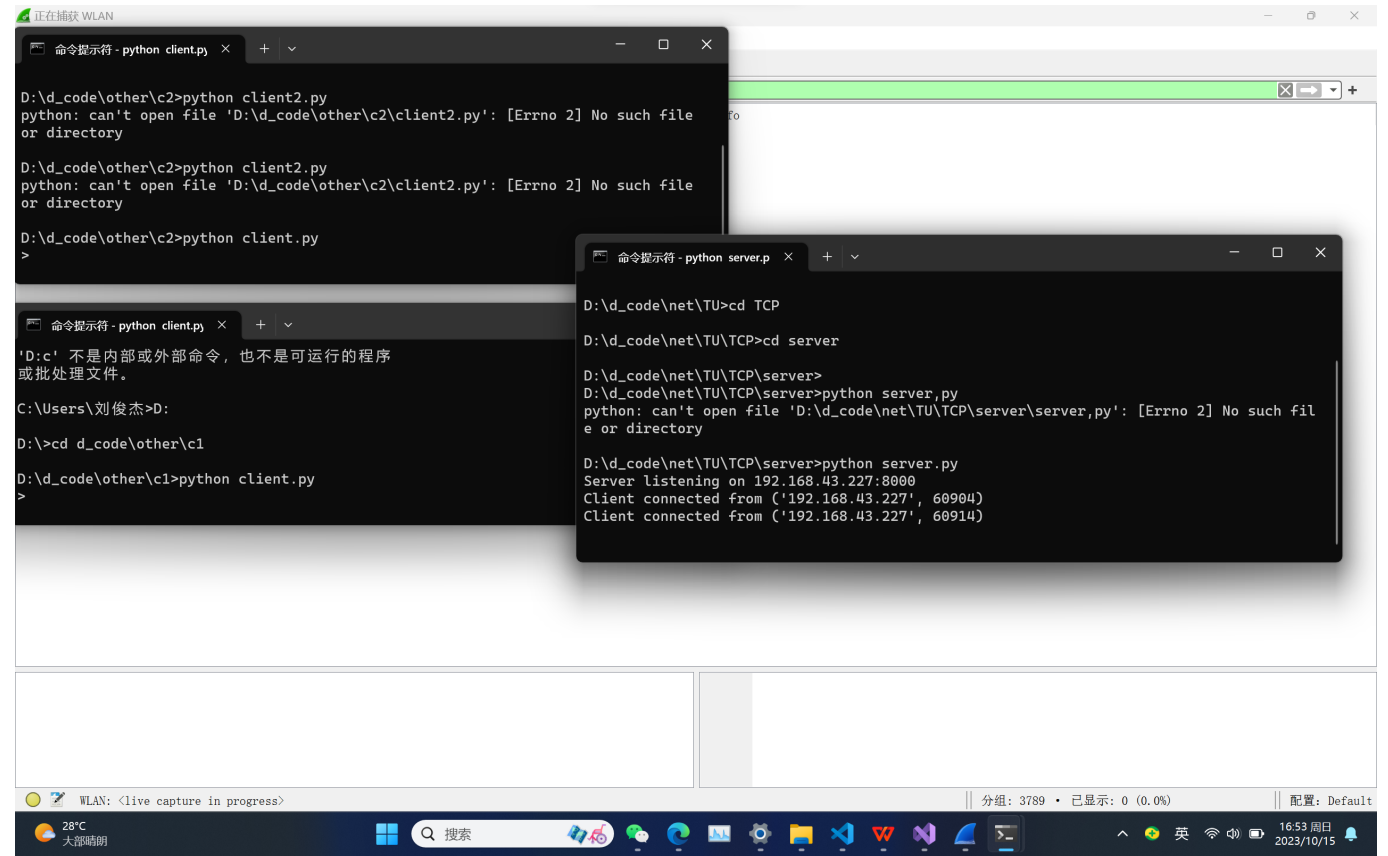 正在捕获 WLAN
命令提示符 - python client.py
D:\d_code\other\c2>python client2.py
python: can't open file 'D:\d_code\other\c2\client2.py': [Errno 2] No such file
or directory
D:\d_code\other\c2>python client2.py
python: can't open file 'D:\d_code\other\c2\client2.py': [Errno 2] No such file
or directory
D:\d_code\other\c2>python client.py
>
fo
命令提示符 - python client.py
'D:c' 不是内部或外部命令，也不是可运行的程序
或批处理文件。
C:\Users\刘俊杰>D:
D:\>cd d_code\other\c1
D:\d_code\other\c1>python client.py
>
命令提示符 - python server.p
D:\d_code\net\TU>cd TCP
D:\d_code\net\TU\TCP>cd server
D:\d_code\net\TU\TCP\server>
D:\d_code\net\TU\TCP\server>python server,py
python: can't open file 'D:\d_code\net\TU\TCP\server\server,py': [Errno 2] No such fil
e or directory
D:\d_code\net\TU\TCP\server>python server.py
Server listening on 192.168.43.227:8000
Client connected from ('192.168.43.227', 60904)
Client connected from ('192.168.43.227', 60914)
WLAN: <live capture in progress>
分组: 3789 • 已显示: 0 (0.0%)
配置: Default
28°C
大部晴朗
搜索
英
16:53 周日
2023/10/15